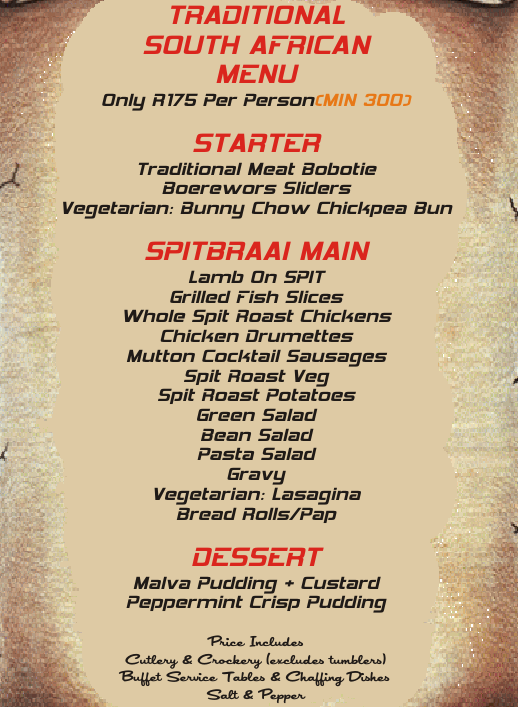 TRADITIONAL
SOUTH AFRICAN
MENU
Only R175 Per Person(MIN 300)
STARTER
Traditional Meat Bobotie
Boerewors Sliders
Vegetarian: Bunny Chow Chickpea Bun
SPITBRAAI MAIN
Lamb On SPIT
Grilled Fish Slices
Whole Spit Roast Chickens
Chicken Drumettes
Mutton Cocktail Sausages
Spit Roast Veg
Spit Roast Potatoes
Green Salad
Bean Salad
Pasta Salad
Gravy
Vegetarian: Lasagina
Bread Rolls/Pap
DESSERT
Malva Pudding + Custard
Peppermint Crisp Pudding
Price Includes
Cutlery & Crockery (excludes tumblers)
Buffet Service Tables & Chaffing Dishes
Salt & Pepper